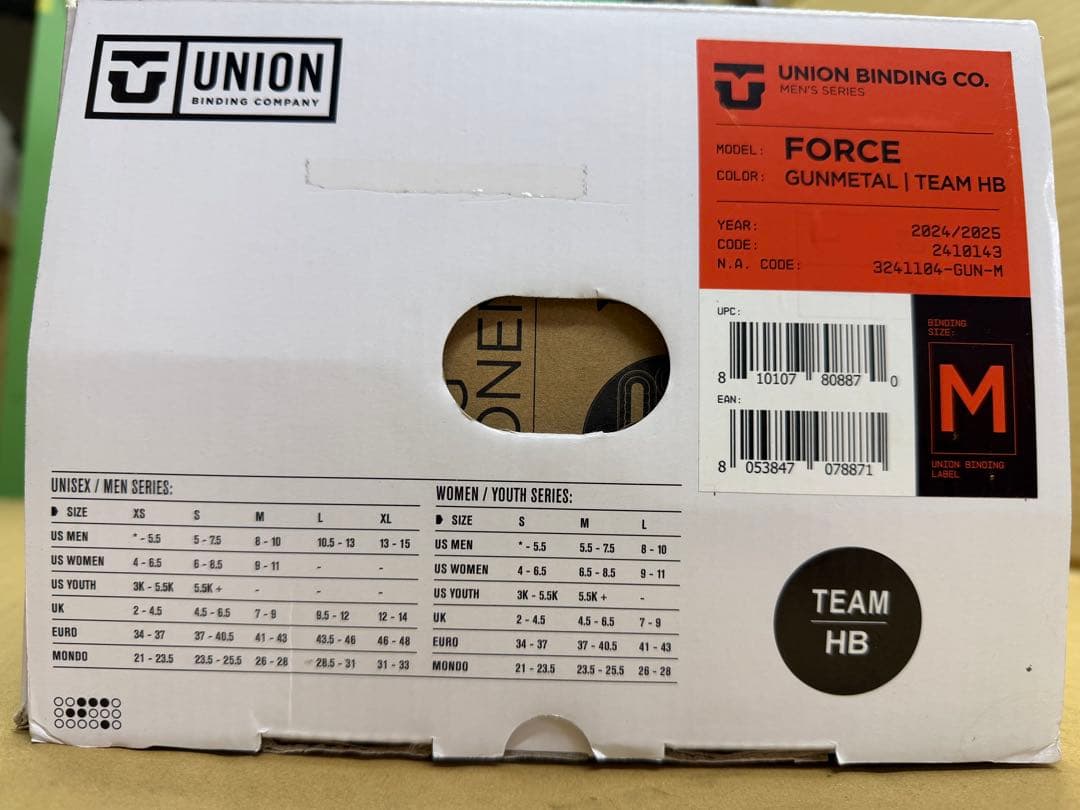 UNION
BINDING COMPANY
UNION BINDING CO.
MEN'S SERIES
MODEL: FORCE
COLOR: GUNMETAL | TEAM HB
YEAR: 2024/2025
CODE: 2410143
N.A. CODE: 3241104-GUN-M
UPC:
8 10107 80887 0
EAN:
8 053847 078871
BINDING
SIZE:
M
UNION BINDING
LABEL
UNISEX / MEN SERIES:
SIZE XS S M L XL
US MEN * - 5.5 5 - 7.5 8 - 10 10.5 - 13 13 - 15
US WOMEN 4 - 6.5 6 - 8.5 9 - 11 - -
US YOUTH 3K - 5.5K 5.5K + - - -
UK 2 - 4.5 4.5 - 6.5 7 - 9 9.5 - 12 12 - 14
EURO 34 - 37 37 - 40.5 41 - 43 43.5 - 46 46 - 48
MONDO 21 - 23.5 23.5 - 25.5 26 - 28 28.5 - 31 31 - 33
WOMEN / YOUTH SERIES:
SIZE S M L
US MEN * - 5.5 5.5 - 7.5 8 - 10
US WOMEN 4 - 6.5 6.5 - 8.5 9 - 11
US YOUTH 3K - 5.5K 5.5K + -
UK 2 - 4.5 4.5 - 6.5 7 - 9
EURO 34 - 37 37 - 40.5 41 - 43
MONDO 21 - 23.5 23.5 - 25.5 26 - 28
TEAM
HB